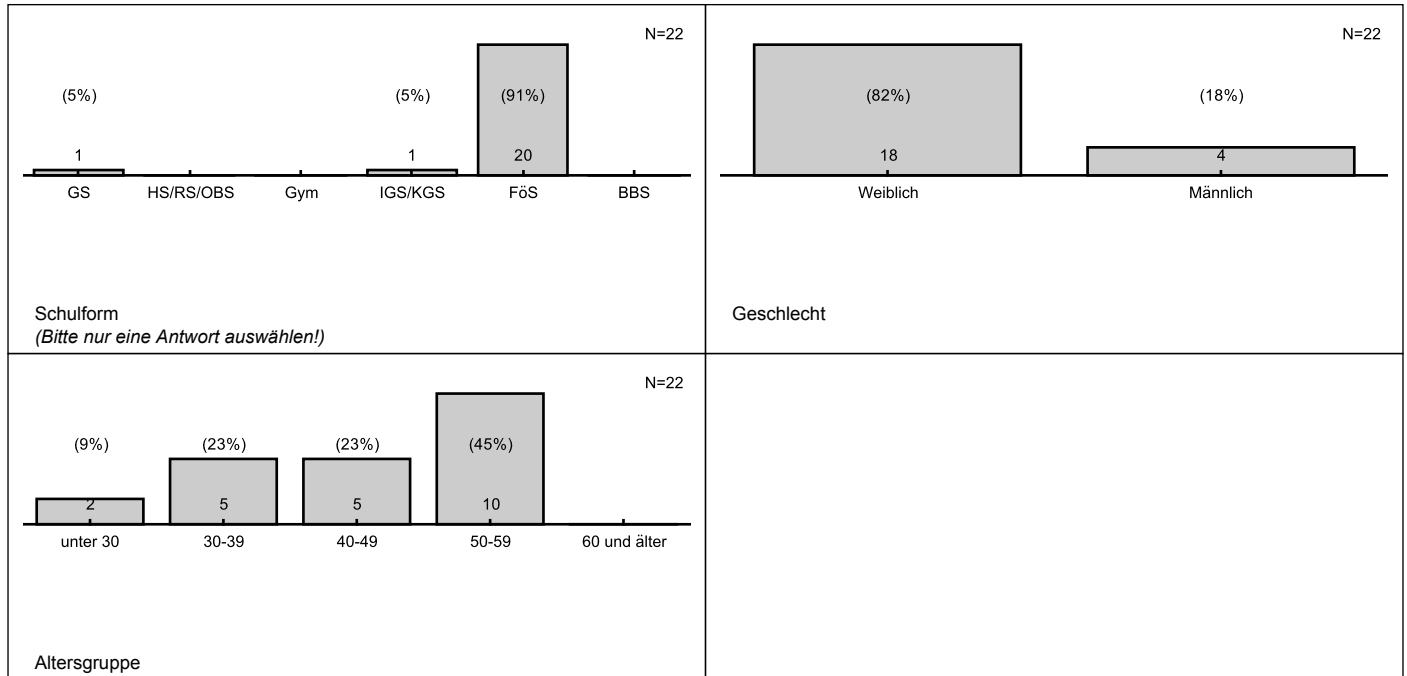 N=22
(5%) (5%) (91%)
1 1 20
GS HS/RS/OBS Gym IGS/KGS FöS BBS
Schulform
(Bitte nur eine Antwort auswählen!)
N=22
(82%) (18%)
18 4
Weiblich Männlich
Geschlecht
N=22
(9%) (23%) (23%) (45%)
2 5 5 10
unter 30 30-39 40-49 50-59 60 und älter
Altersgruppe